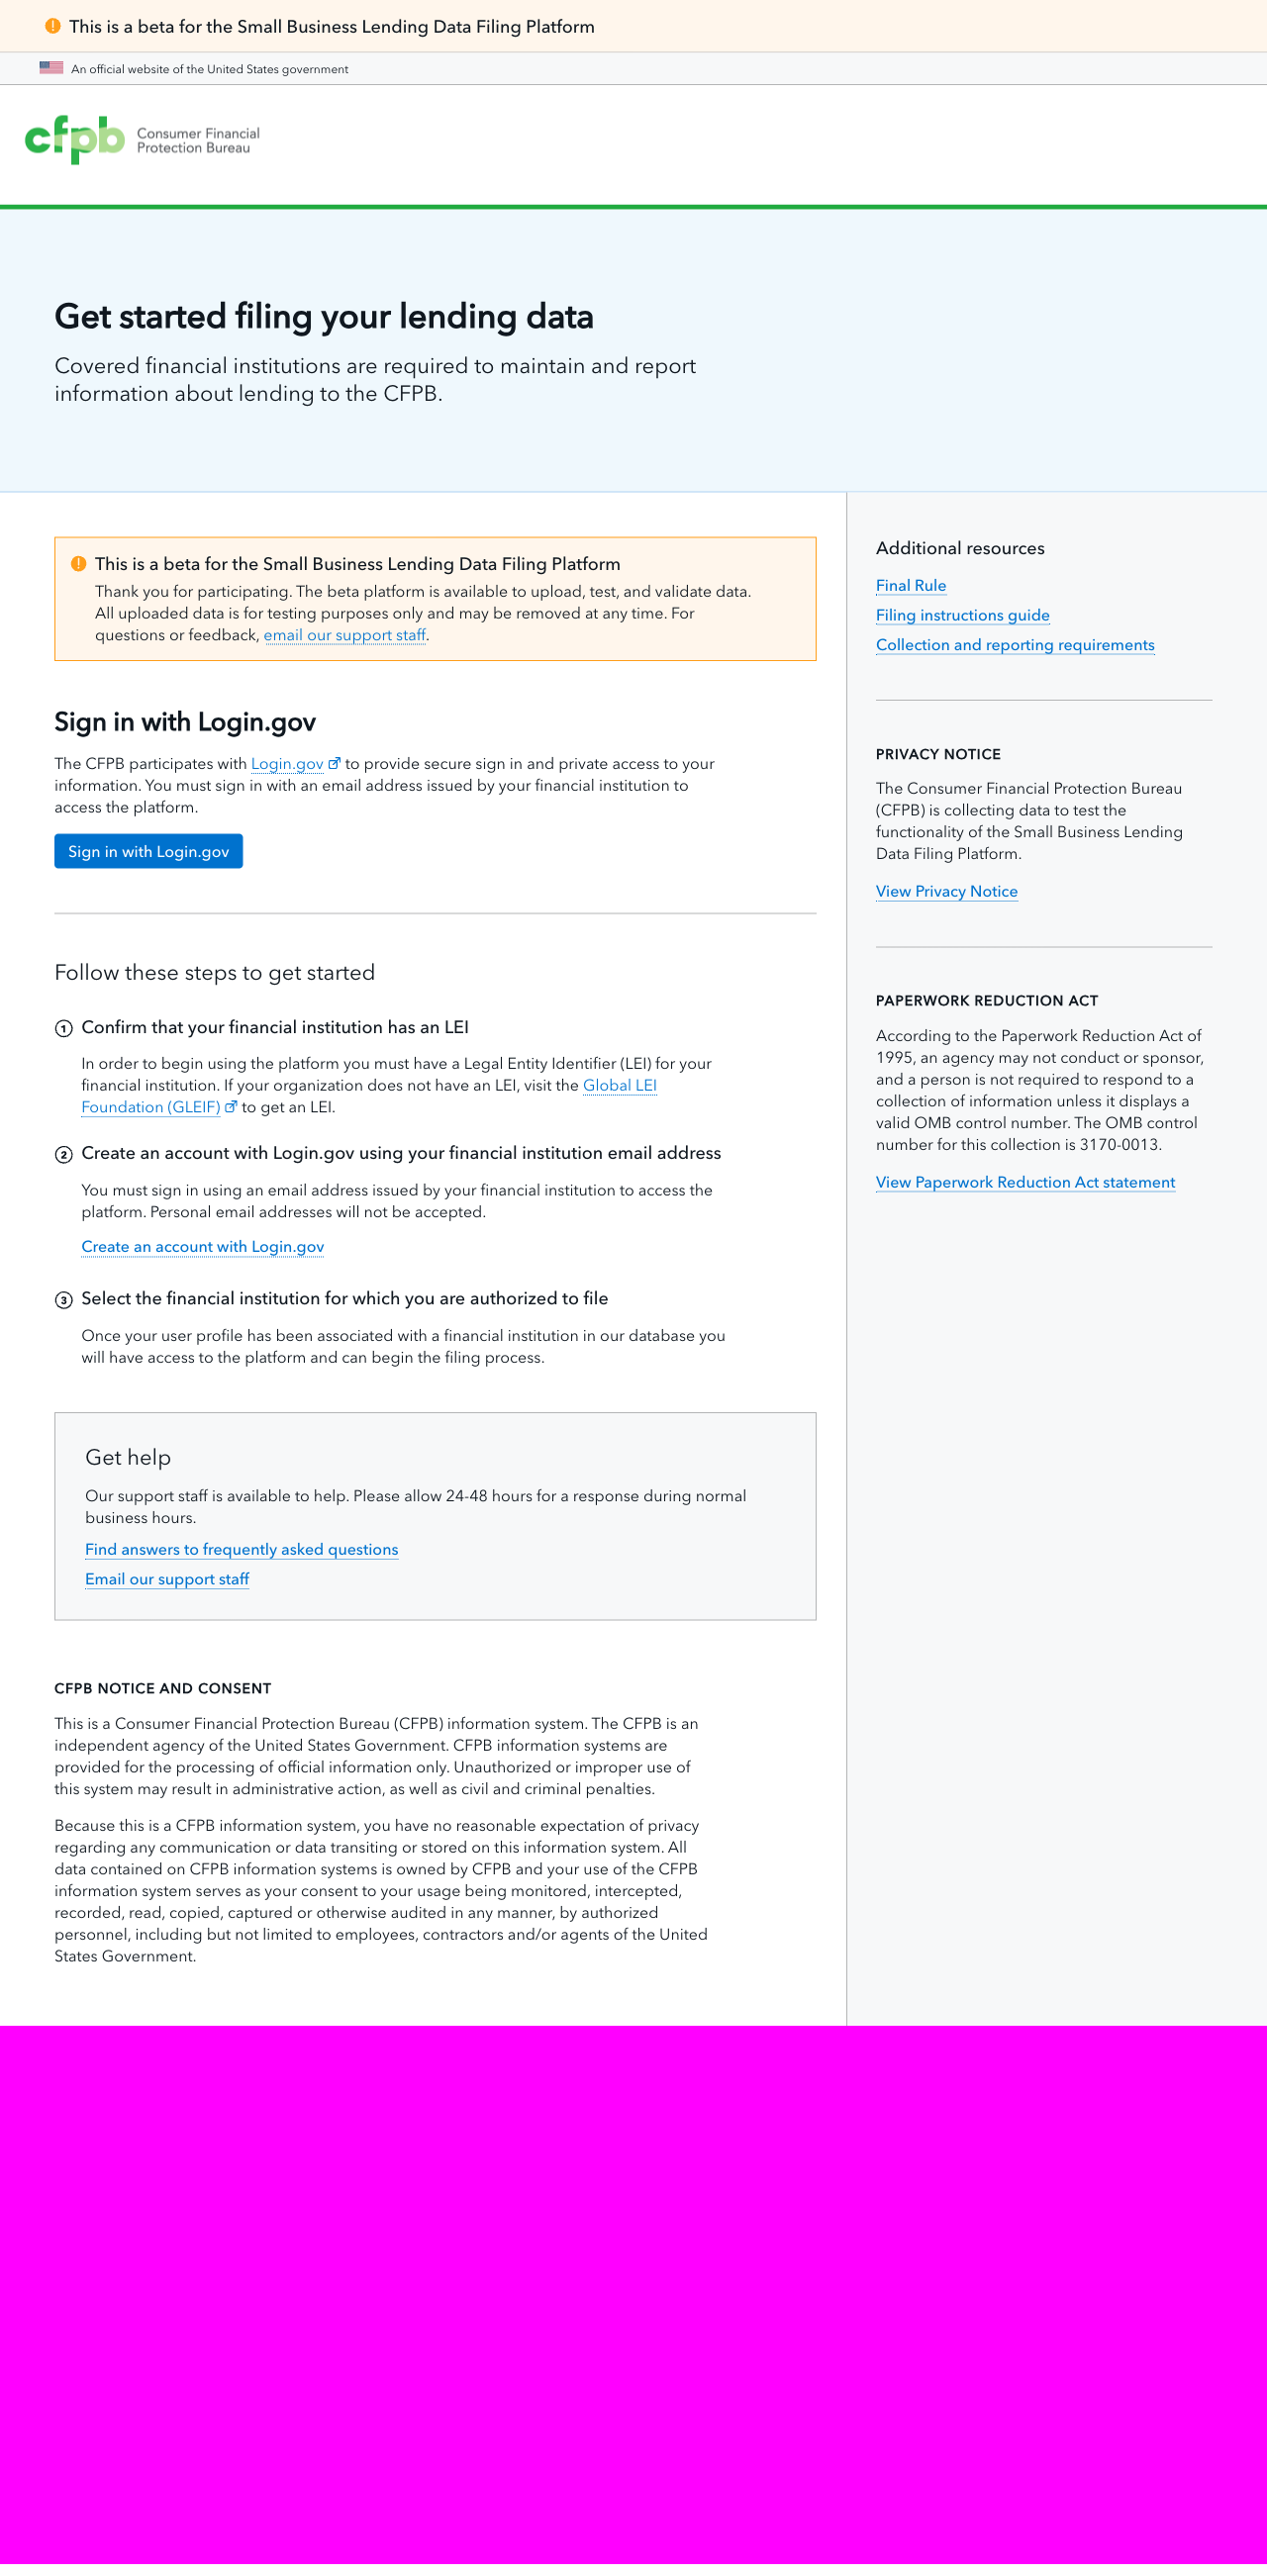 This is a beta for the Small Business Lending Data Filing Platform
An official website of the United States government
cfpb
Consumer Financial
Protection Bureau
Get started filing your lending data
Covered financial institutions are required to maintain and report
information about lending to the CFPB.
This is a beta for the Small Business Lending Data Filing Platform
Thank you for participating. The beta platform is available to upload, test, and validate data.
All uploaded data is for testing purposes only and may be removed at any time. For
questions or feedback, email our support staff.
Sign in with Login.gov
The CFPB participates with Login.gov to provide secure sign in and private access to your
information. You must sign in with an email address issued by your financial institution to
access the platform.
Sign in with Login.gov
Follow these steps to get started
1 Confirm that your financial institution has an LEI
In order to begin using the platform you must have a Legal Entity Identifier (LEI) for your
financial institution. If your organization does not have an LEI, visit the Global LEI
Foundation (GLEIF) to get an LEI.
2 Create an account with Login.gov using your financial institution email address
You must sign in using an email address issued by your financial institution to access the
platform. Personal email addresses will not be accepted.
Create an account with Login.gov
3 Select the financial institution for which you are authorized to file
Once your user profile has been associated with a financial institution in our database you
will have access to the platform and can begin the filing process.
Get help
Our support staff is available to help. Please allow 24-48 hours for a response during normal
business hours.
Find answers to frequently asked questions
Email our support staff
CFPB NOTICE AND CONSENT
This is a Consumer Financial Protection Bureau (CFPB) information system. The CFPB is an
independent agency of the United States Government. CFPB information systems are
provided for the processing of official information only. Unauthorized or improper use of
this system may result in administrative action, as well as civil and criminal penalties.
Because this is a CFPB information system, you have no reasonable expectation of privacy
regarding any communication or data transiting or stored on this information system. All
data contained on CFPB information systems is owned by CFPB and your use of the CFPB
information system serves as your consent to your usage being monitored, intercepted,
recorded, read, copied, captured or otherwise audited in any manner, by authorized
personnel, including but not limited to employees, contractors and/or agents of the United
States Government.
Additional resources
Final Rule
Filing instructions guide
Collection and reporting requirements
PRIVACY NOTICE
The Consumer Financial Protection Bureau
(CFPB) is collecting data to test the
functionality of the Small Business Lending
Data Filing Platform.
View Privacy Notice
PAPERWORK REDUCTION ACT
According to the Paperwork Reduction Act of
1995, an agency may not conduct or sponsor,
and a person is not required to respond to a
collection of information unless it displays a
valid OMB control number. The OMB control
number for this collection is 3170-0013.
View Paperwork Reduction Act statement